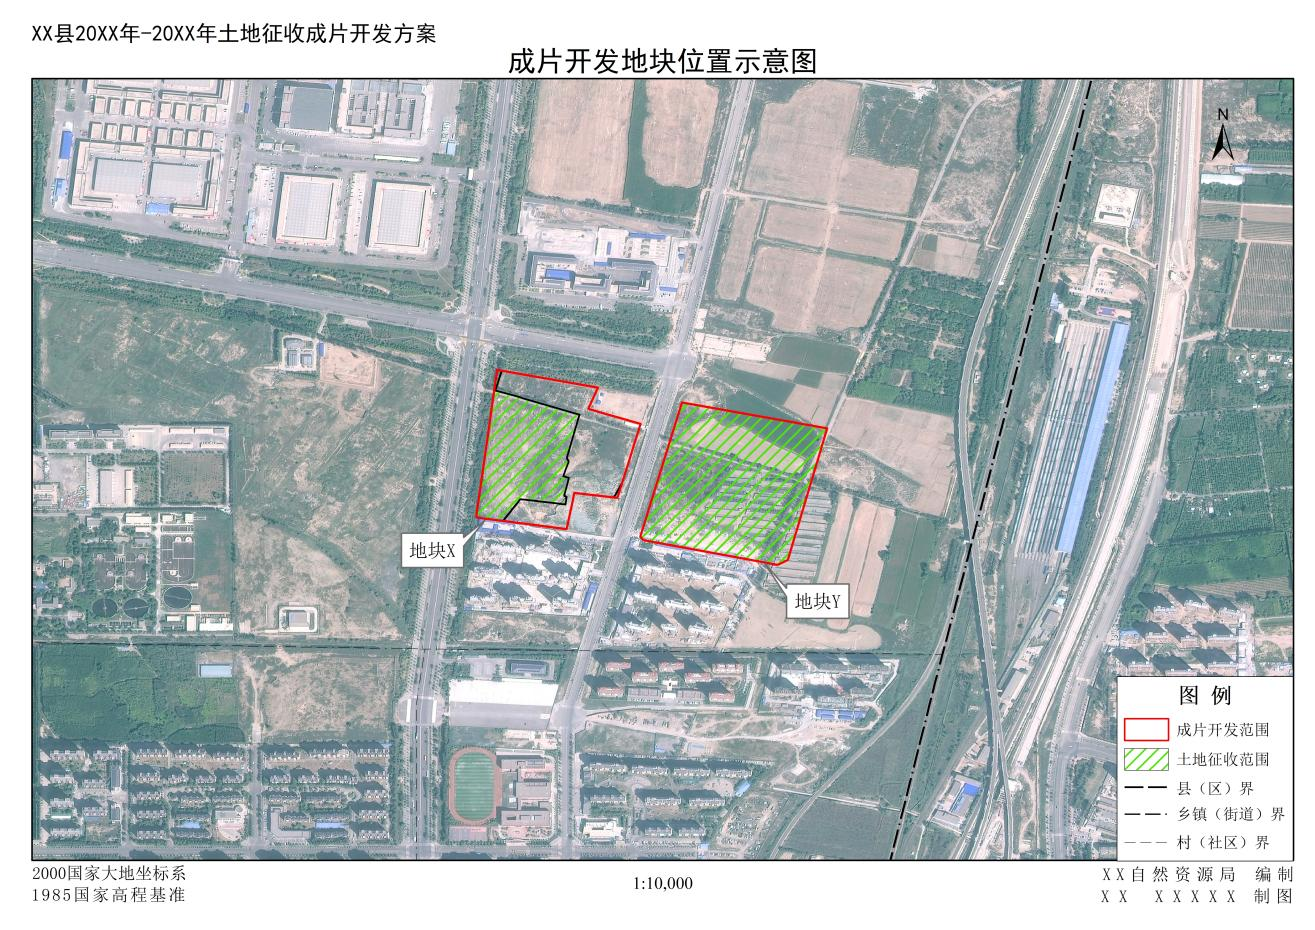 XX县20XX年-20XX年土地征收成片开发方案
成片开发地块位置示意图
N
地块X
地块Y
图 例
成片开发范围
土地征收范围
县（区）界
乡镇（街道）界
村（社区）界
2000国家大地坐标系
1985国家高程基准
1:10,000
XX自然资源局 编制
XX XXXXX 制图